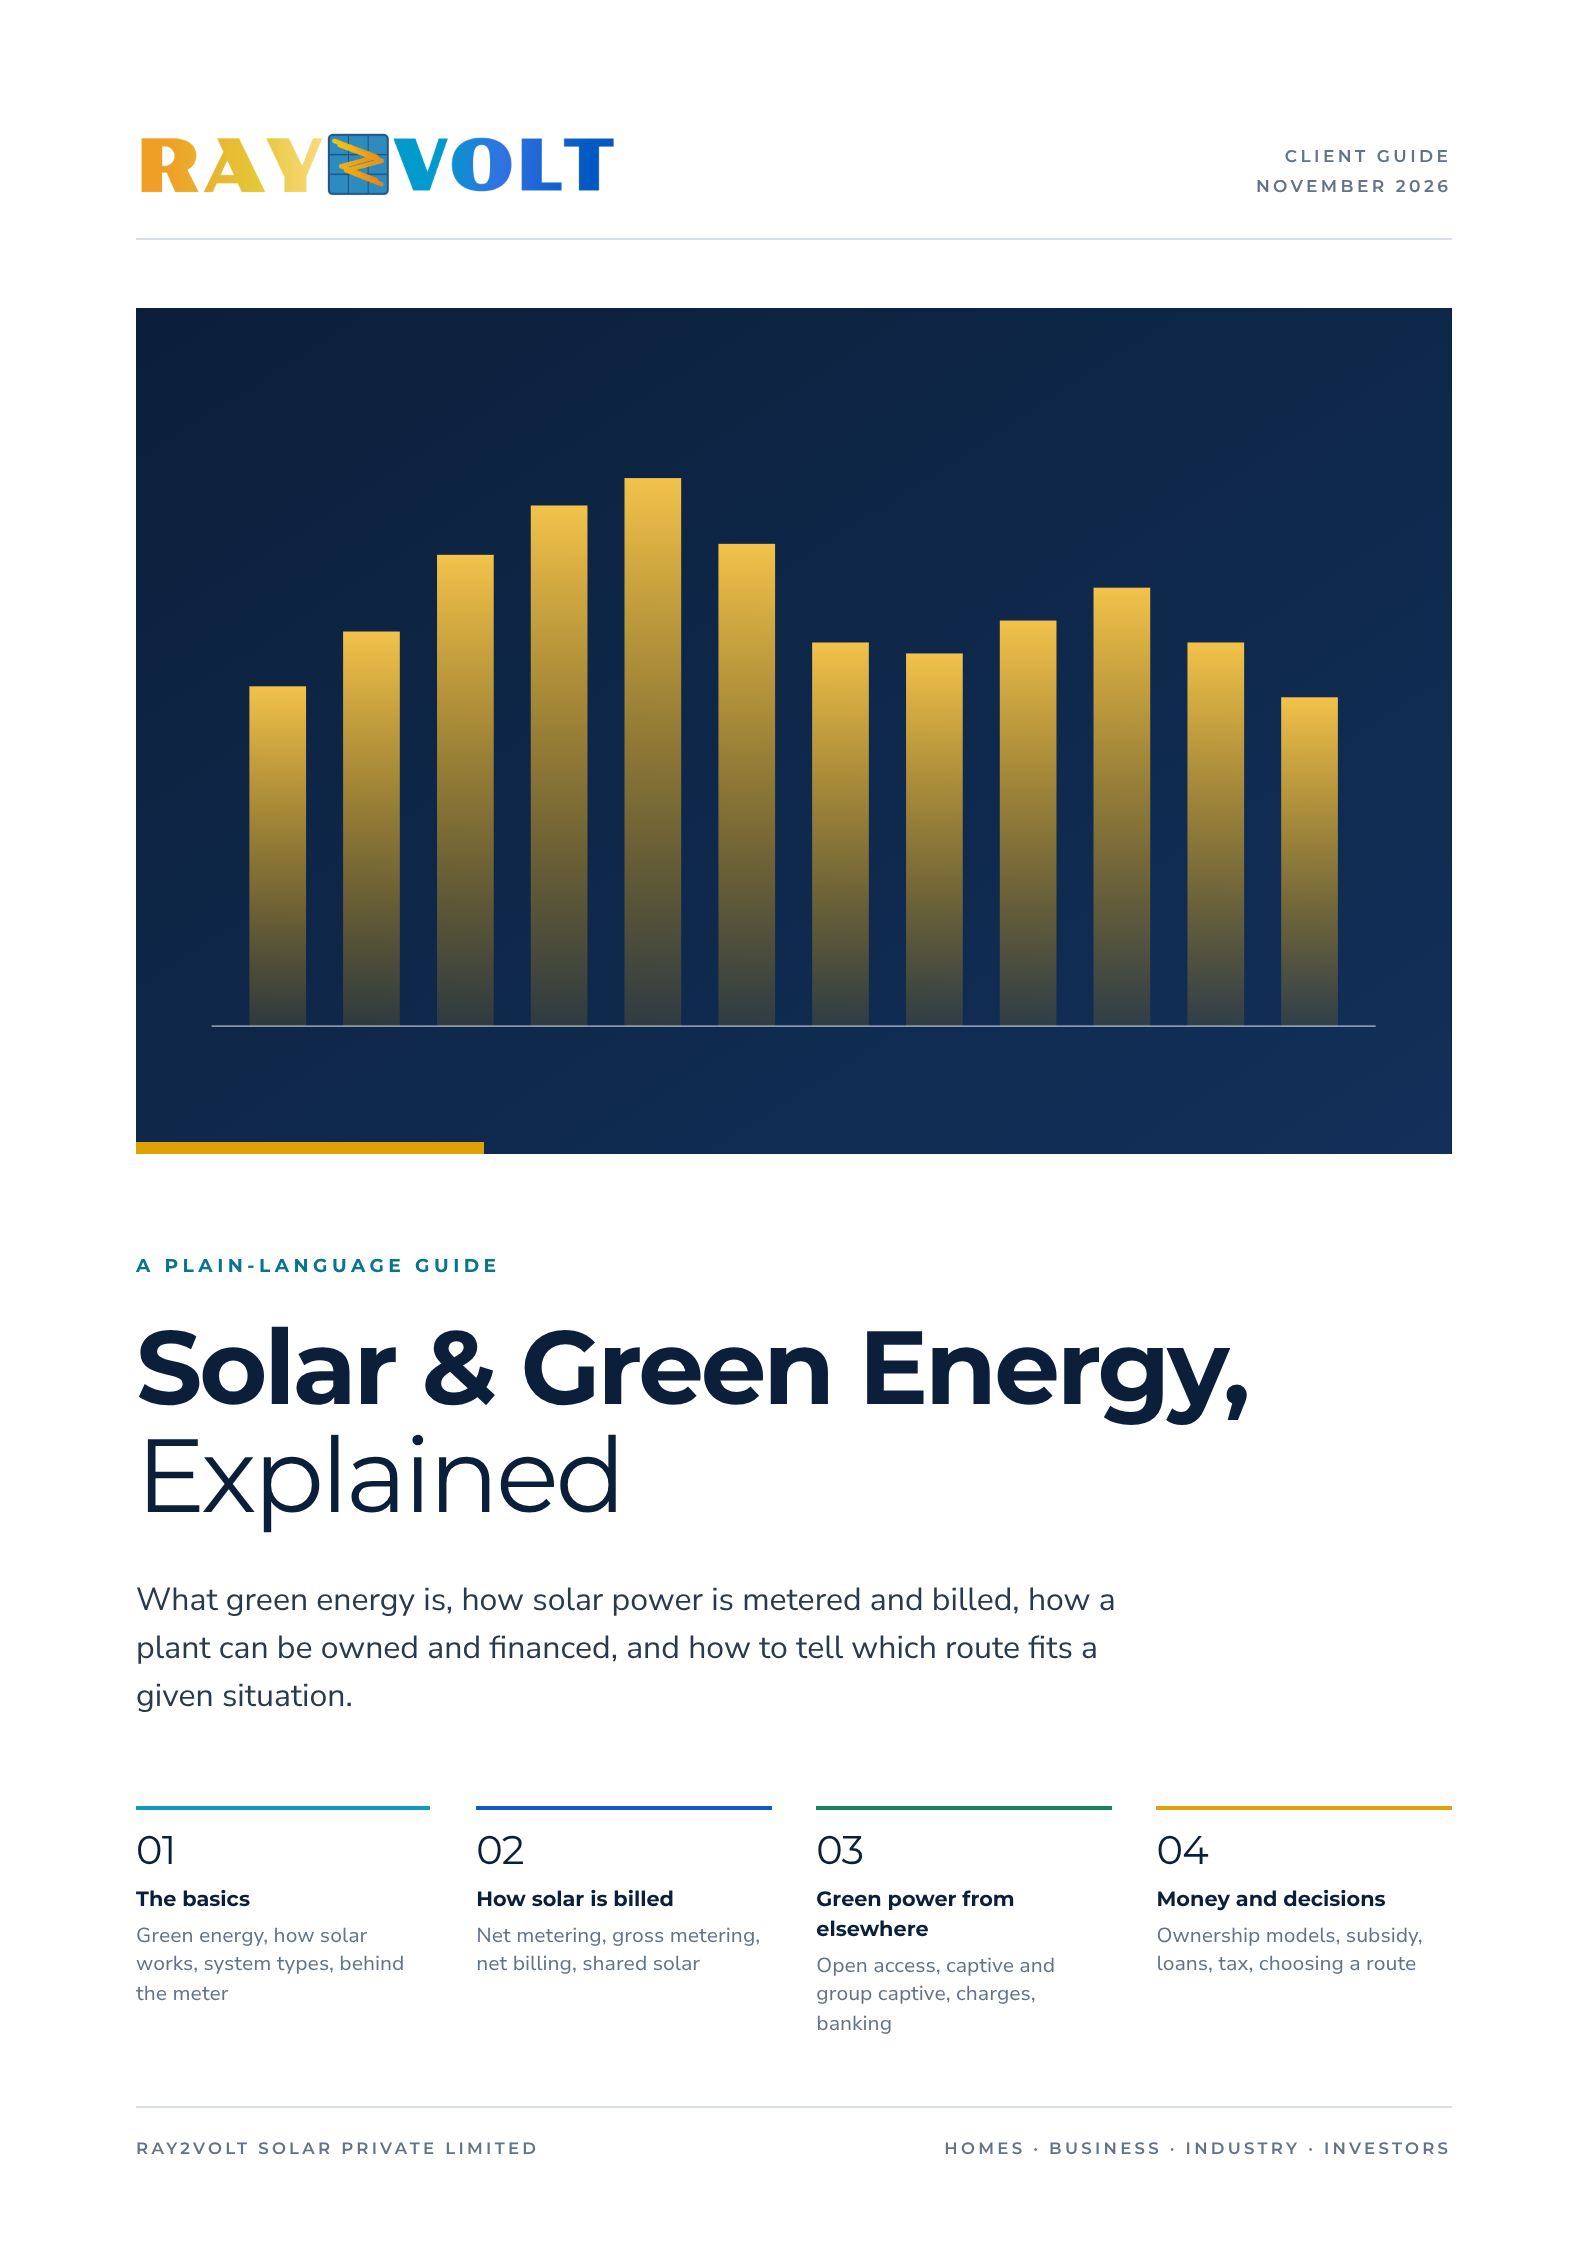 RAY2VOLT
CLIENT GUIDE
NOVEMBER 2026
A PLAIN-LANGUAGE GUIDE
Solar & Green Energy,
Explained
What green energy is, how solar power is metered and billed, how a
plant can be owned and financed, and how to tell which route fits a
given situation.
01
The basics
Green energy, how solar
works, system types, behind
the meter
02
How solar is billed
Net metering, gross metering,
net billing, shared solar
03
Green power from
elsewhere
Open access, captive and
group captive, charges,
banking
04
Money and decisions
Ownership models, subsidy,
loans, tax, choosing a route
RAY2VOLT SOLAR PRIVATE LIMITED
HOMES · BUSINESS · INDUSTRY · INVESTORS